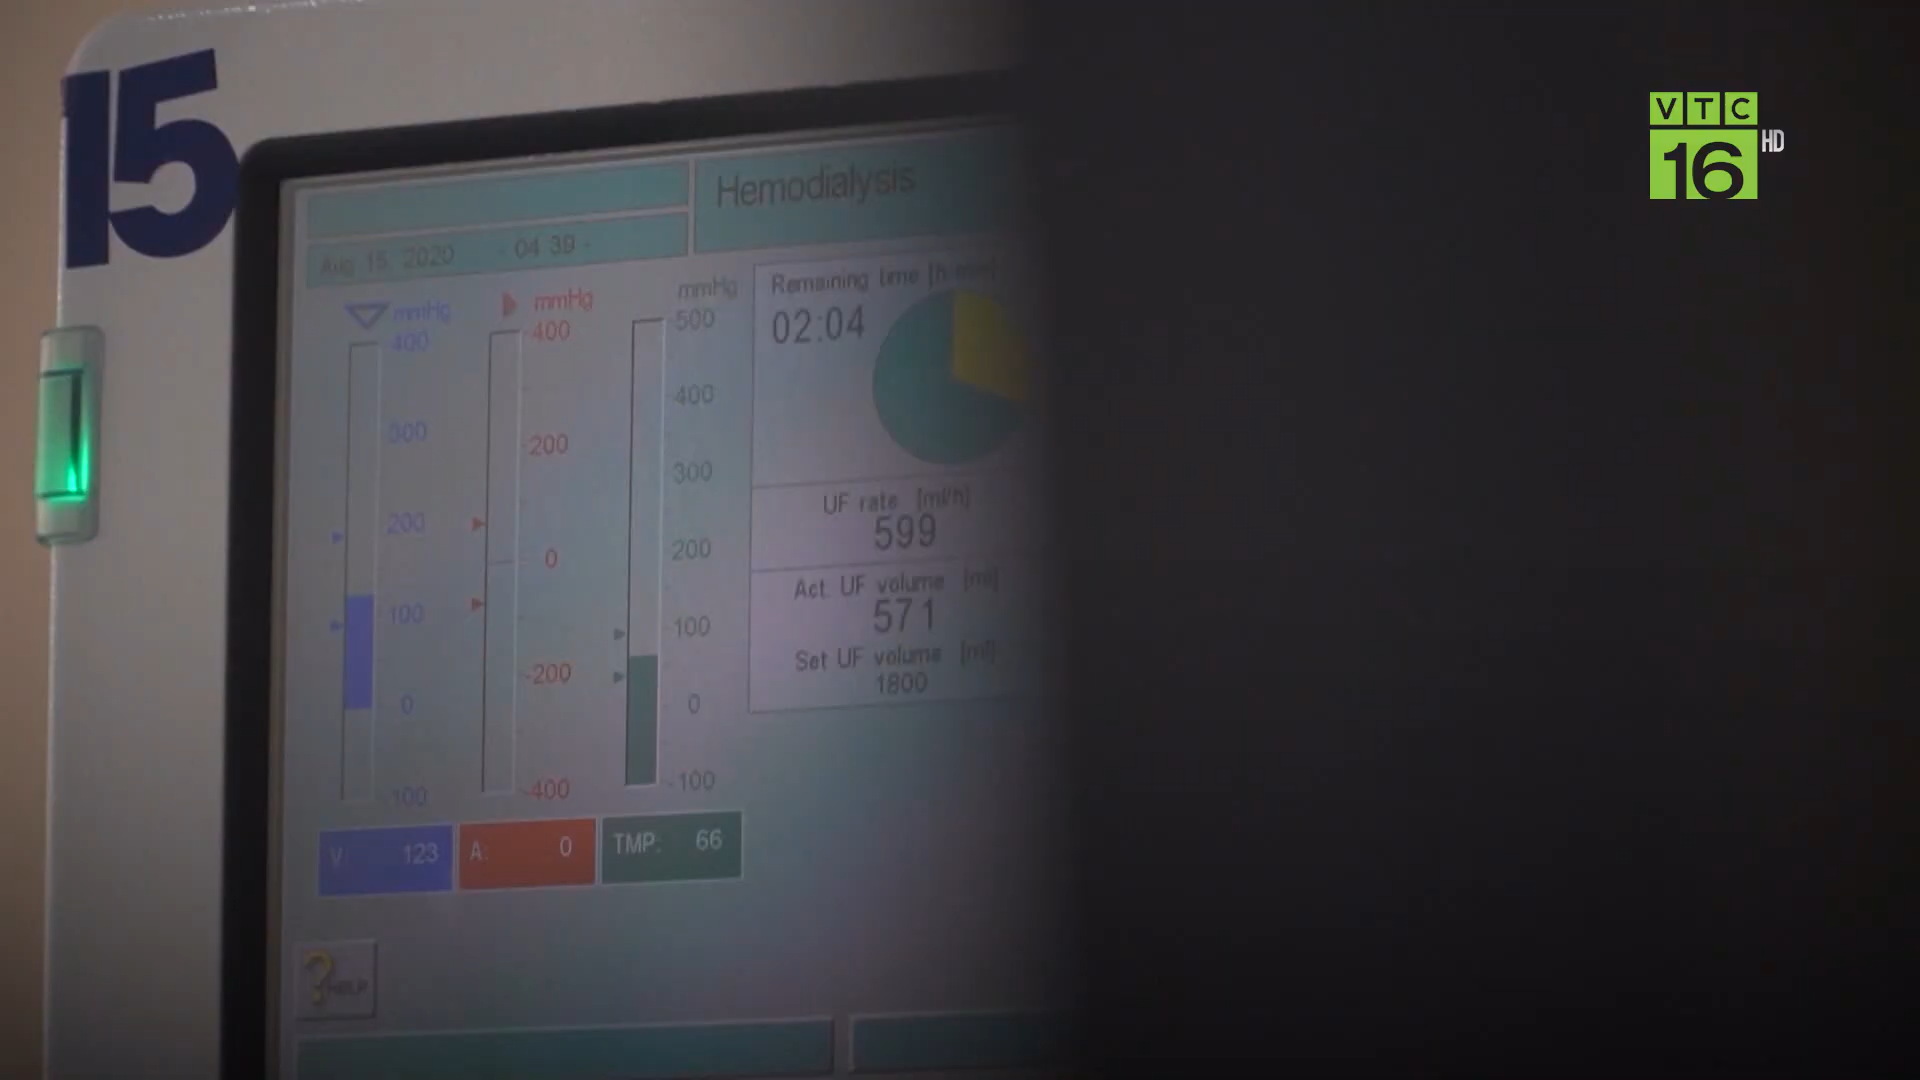 15
VTC
16 HD
Hemodialysis
Aug 15 2020 - 04 39 -
mmHg
400
300
200
100
0
-100
mmHg
400
200
0
-200
-400
mmHg
500
400
300
200
100
0
-100
Remaining time [h:min]
02:04
UF rate [ml/h]
599
Act. UF volume [ml]
571
Set UF volume [ml]
1800
V: 123
A: 0
TMP: 66
? HELP